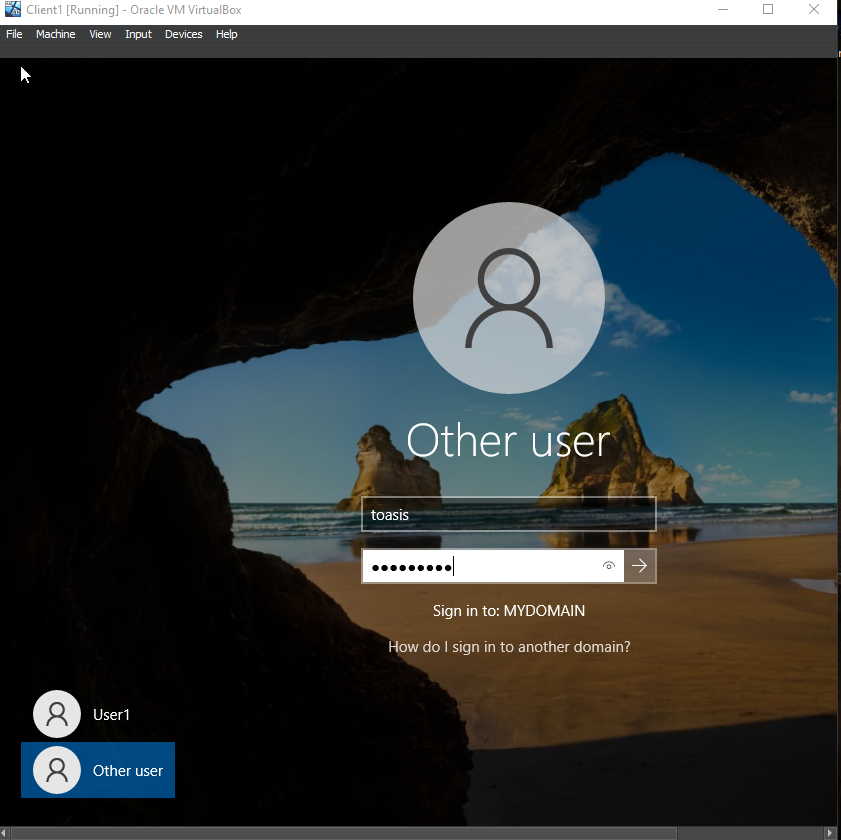 Client1 [Running] - Oracle VM VirtualBox
File Machine View Input Devices Help
Other user
toasis
●●●●●●●●●
Sign in to: MYDOMAIN
How do I sign in to another domain?
User1
Other user